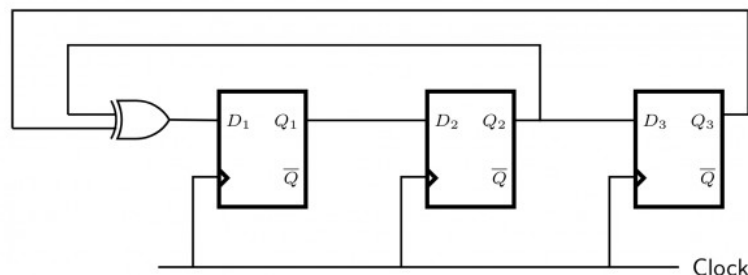 D₁ Q₁ D₂ Q₂ D₃ Q₃
Q̅ Q̅ Q̅
Clock